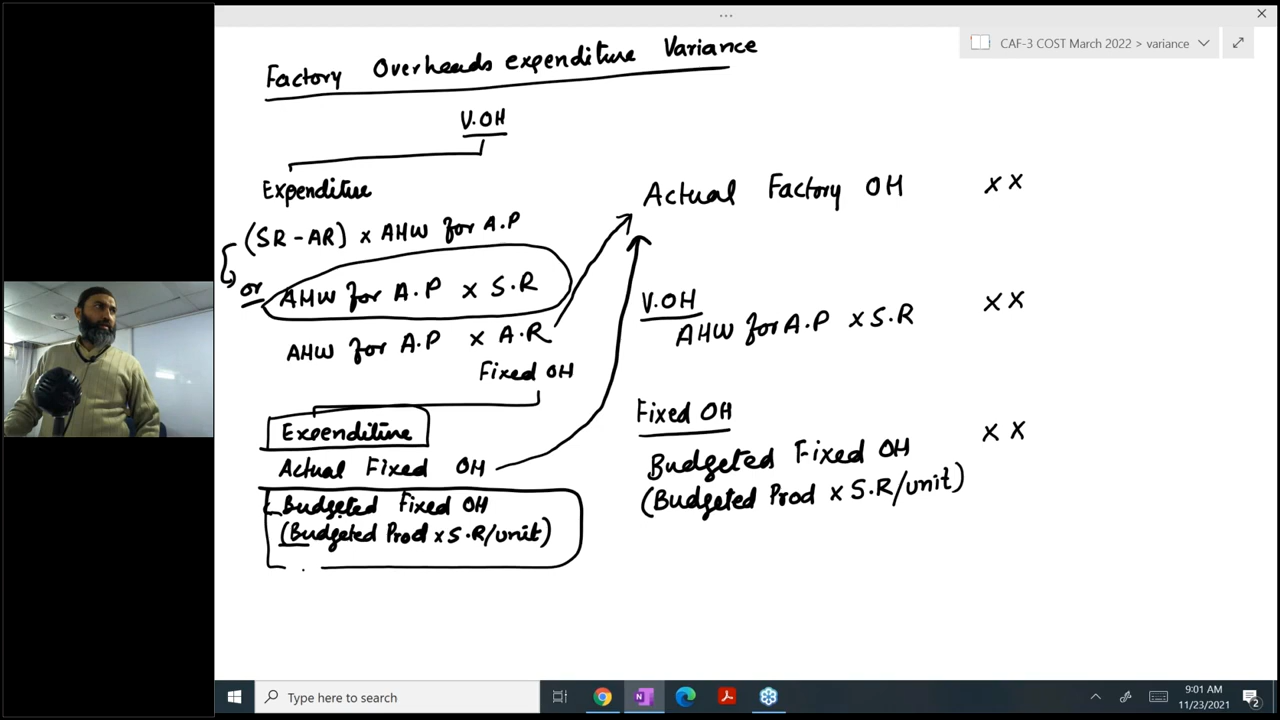 CAF-3 COST March 2022 > variance
Factory Overheads expenditure Variance
V.OH
Expenditure
(SR-AR) x AHW for A.P
or
AHW for A.P x S.R
AHW for A.P x A.R
Fixed OH
Expenditure
Actual Fixed OH
Budgeted Fixed OH
(Budgeted Prod x S.R/unit)
Actual Factory OH x x
V.OH x x
AHW for A.P x S.R
Fixed OH
Budgeted Fixed OH x x
(Budgeted Prod x S.R/unit)
Type here to search
9:01 AM
11/23/2021
2